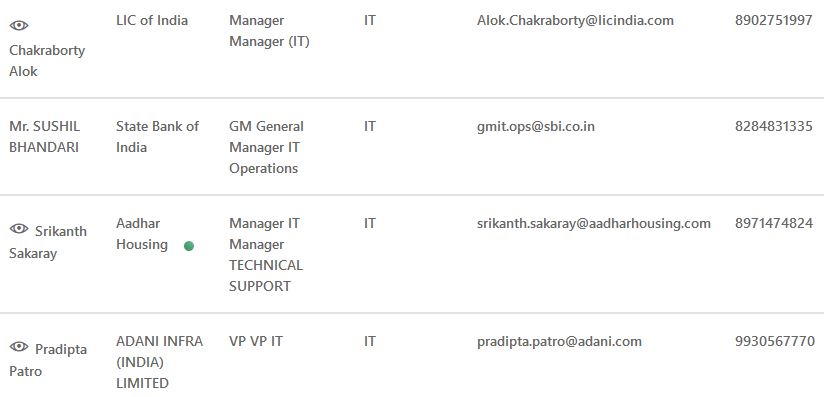 LIC of India Manager IT Alok.Chakraborty@licindia.com 8902751997
Chakraborty Manager (IT)
Alok
Mr. SUSHIL State Bank of GM General IT gmit.ops@sbi.co.in 8284831335
BHANDARI India Manager IT
Operations
Srikanth Aadhar Manager IT IT srikanth.sakaray@aadharhousing.com 8971474824
Sakaray Housing Manager
TECHNICAL
SUPPORT
Pradipta ADANI INFRA VP VP IT IT pradipta.patro@adani.com 9930567770
Patro (INDIA)
LIMITED